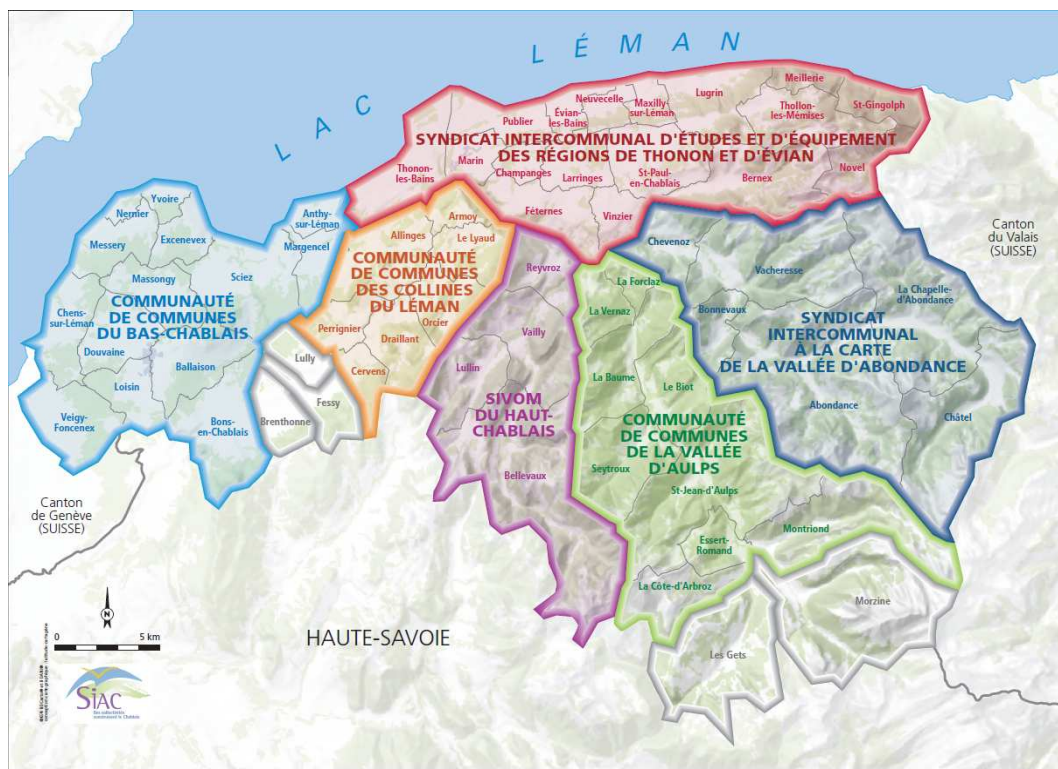 LAC LÉMAN
Meillerie
Lugrin
St-Gingolph
Neuvecelle
Maxilly-
sur-Léman
Thollon-
les-Mémises
Évian-
les-Bains
Publier
SYNDICAT INTERCOMMUNAL D'ÉTUDES ET D'ÉQUIPEMENT
DES RÉGIONS DE THONON ET D'ÉVIAN
Marin
Thonon-
les-Bains
Champanges
Larringes
St-Paul-
en-Chablais
Bernex
Novel
Féternes
Vinzier
Yvoire
Nernier
Anthy-
sur-Léman
Messery
Excenevex
Margencel
Massongy
Sciez
COMMUNAUTÉ
DE COMMUNES
DU BAS-CHABLAIS
Chens-
sur-Léman
Douvaine
Ballaison
Loisin
Veigy-
Foncenex
Bons-
en-Chablais
Armoy
Allinges
Le Lyaud
COMMUNAUTÉ
DE COMMUNES
DES COLLINES
DU LÉMAN
Orcier
Perrignier
Draillant
Cervens
Lully
Fessy
Brenthonne
Reyvroz
Vailly
Lullin
SIVOM
DU HAUT-
CHABLAIS
Bellevaux
La Forclaz
La Vernaz
La Baume
Le Biot
COMMUNAUTÉ
DE COMMUNES
DE LA VALLÉE
D'AULPS
Seytroux
St-Jean-d'Aulps
Montriond
Essert-
Romand
La Côte-d'Arbroz
Chevenoz
Vacheresse
La Chapelle-
d'Abondance
Bonnevaux
SYNDICAT
INTERCOMMUNAL
À LA CARTE
DE LA VALLÉE D'ABONDANCE
Abondance
Châtel
Morzine
Les Gets
Canton
du Valais
(SUISSE)
Canton
de Genève
(SUISSE)
HAUTE-SAVOIE
N
0 5 km
SIAC